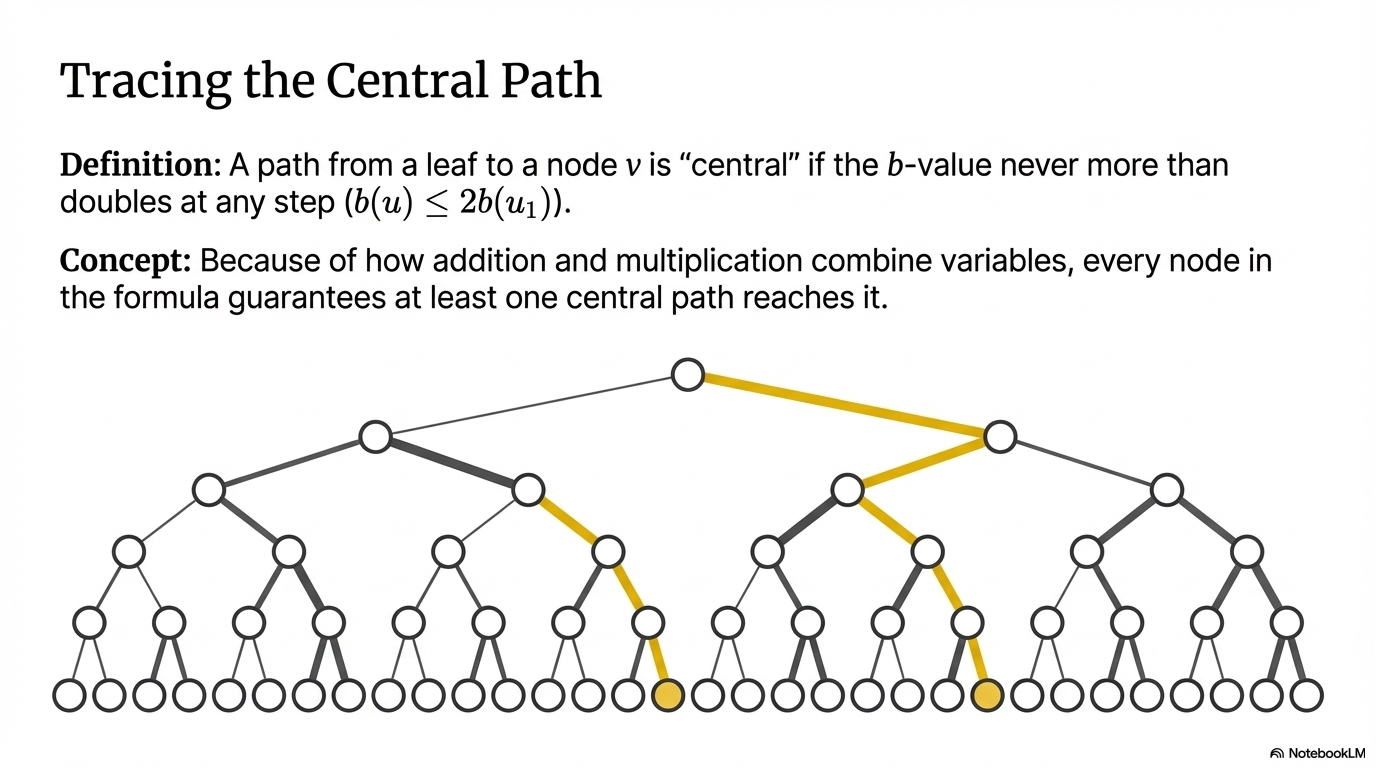 Tracing the Central Path
Definition: A path from a leaf to a node v is “central” if the b-value never more than
doubles at any step (b(u) ≤ 2b(u₁)).
Concept: Because of how addition and multiplication combine variables, every node in
the formula guarantees at least one central path reaches it.
NotebookLM